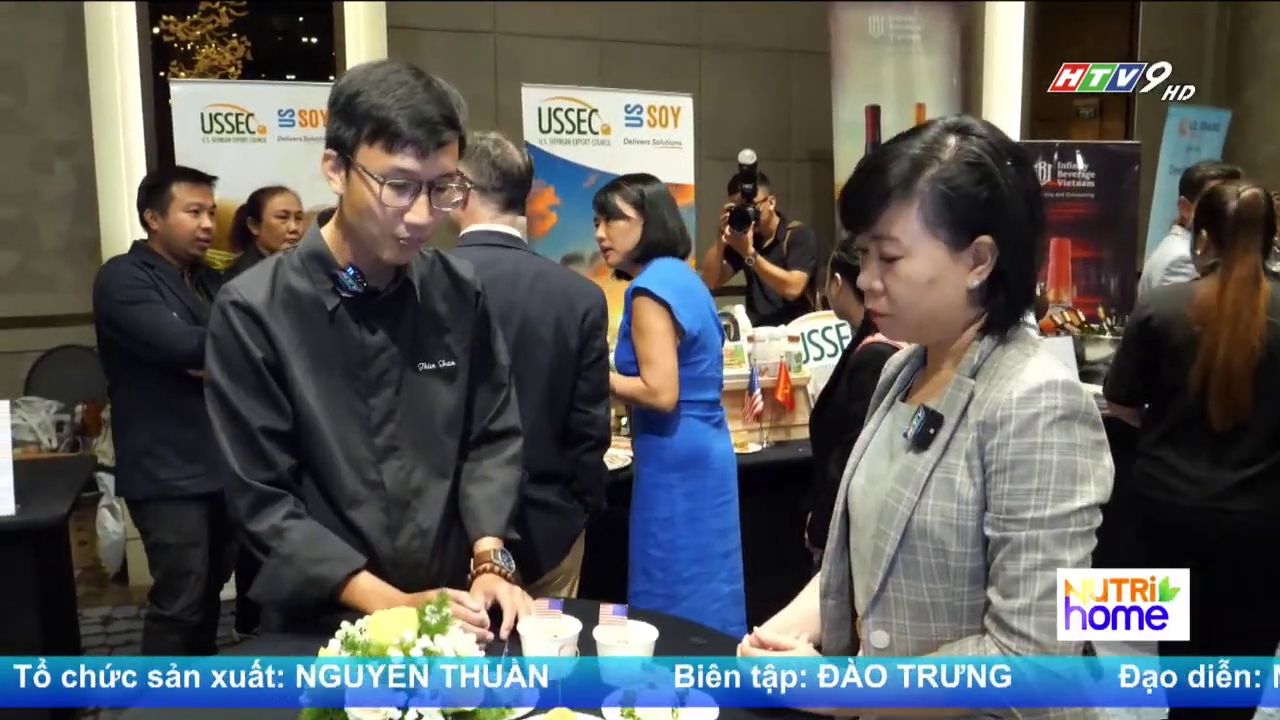 HTV9 HD
USSEC
U.S. SOYBEAN EXPORT COUNCIL
US SOY
Delivers Solutions
USSEC
U.S. SOYBEAN EXPORT COUNCIL
US SOY
Delivers Solutions
Infinity
Beverage
Vietnam
USSEC
NUTRi
home
Tổ chức sản xuất: NGUYỄN THUẦN Biên tập: ĐÀO TRƯNG Đạo diễn: